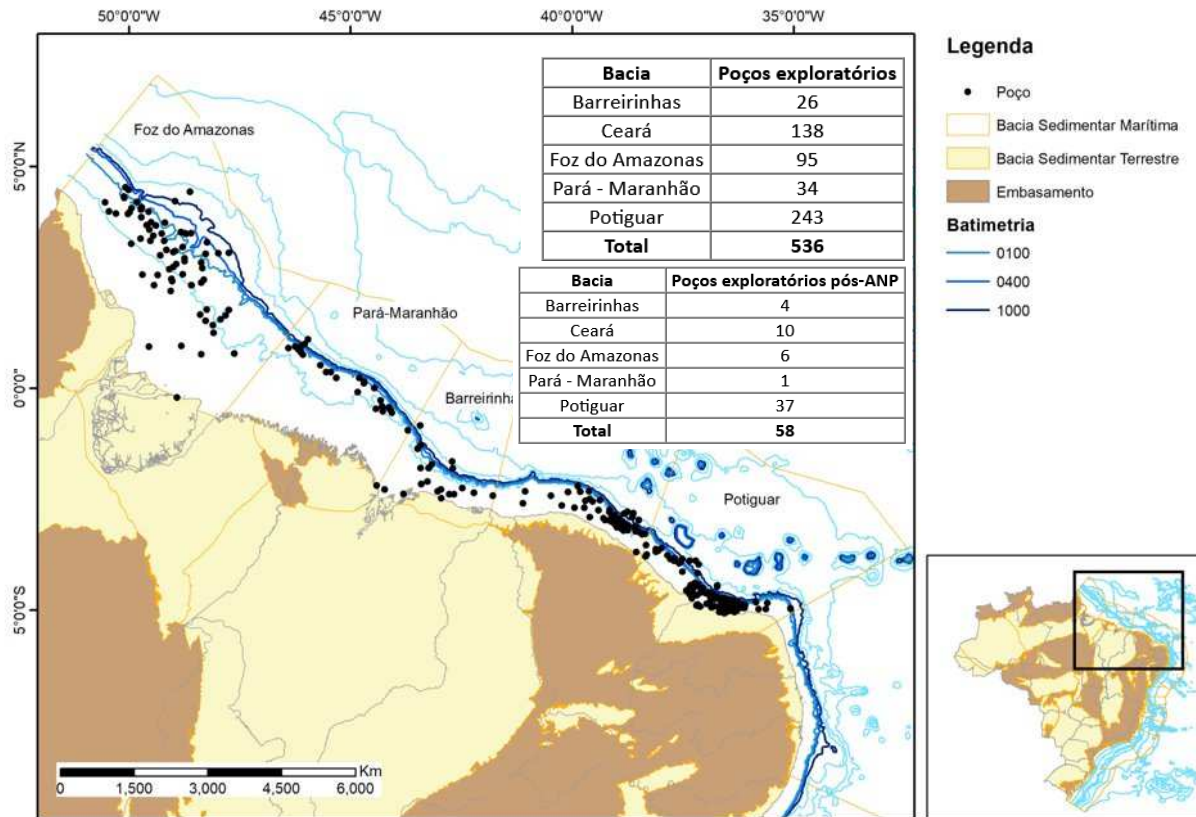 50°0'0"W 45°0'0"W 40°0'0"W 35°0'0"W
5°0'0"N
0°0'0"
5°0'0"S
Foz do Amazonas
Pará-Maranhão
Barreirinha
Potiguar
Bacia Poços exploratórios
Barreirinhas 26
Ceará 138
Foz do Amazonas 95
Pará - Maranhão 34
Potiguar 243
Total 536
Bacia Poços exploratórios pós-ANP
Barreirinhas 4
Ceará 10
Foz do Amazonas 6
Pará - Maranhão 1
Potiguar 37
Total 58
Km
0 1,500 3,000 4,500 6,000
Legenda
Poço
Bacia Sedimentar Marítima
Bacia Sedimentar Terrestre
Embasamento
Batimetria
0100
0400
1000